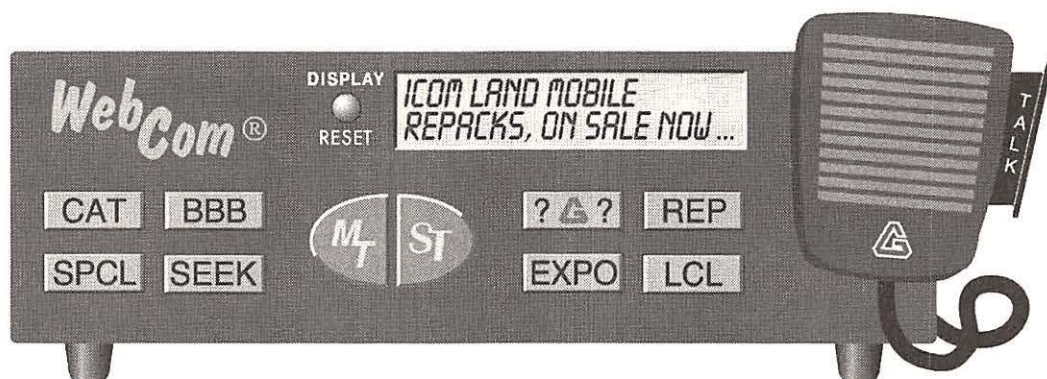 WebCom®
DISPLAY
RESET
ICOM LAND MOBILE
REPACKS, ON SALE NOW ...
CAT
BBB
SPCL
SEEK
MT
ST
? G ?
REP
EXPO
LCL
TALK
G